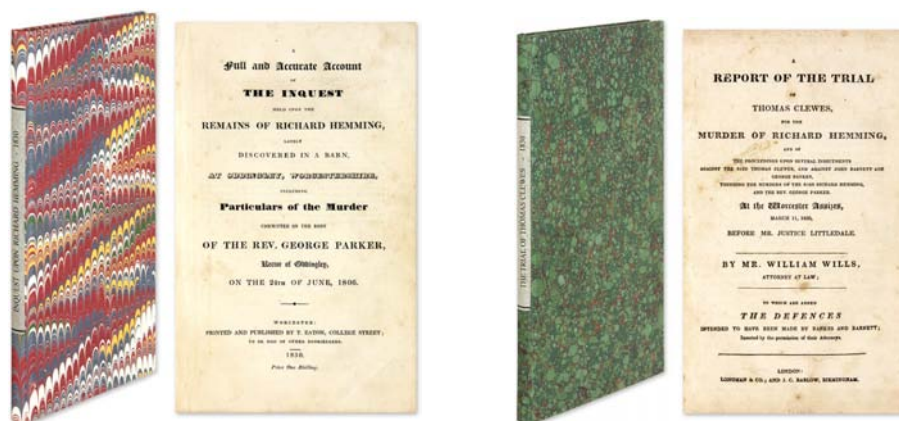 INQUEST UPON RICHARD HEMMING - 1830
A
Full and Accurate Account
OF
THE INQUEST
HELD UPON THE
REMAINS OF RICHARD HEMMING,
LATELY
DISCOVERED IN A BARN,
AT ODDINGLEY, WORCESTERSHIRE,
INCLUDING
Particulars of the Murder
COMMITTED ON THE BODY
OF THE REV. GEORGE PARKER,
Rector of Oddingley,
ON THE 24TH OF JUNE, 1806.
WORCESTER:
PRINTED AND PUBLISHED BY T. EATON, COLLEGE STREET;
TO BE HAD OF OTHER BOOKSELLERS.
1830.
Price One Shilling.
THE TRIAL OF THOMAS CLEWES - 1830
A
REPORT OF THE TRIAL
OF
THOMAS CLEWES,
FOR THE
MURDER OF RICHARD HEMMING,
AND OF
THE PROCEEDINGS UPON SEVERAL INDICTMENTS
AGAINST THE SAID THOMAS CLEWES, AND AGAINST JOHN BARNETT AND
GEORGE BANKES,
TOUCHING THE MURDERS OF THE SAID RICHARD HEMMING,
AND THE REV. GEORGE PARKER.
At the Worcester Assizes,
MARCH 11, 1830,
BEFORE MR. JUSTICE LITTLEDALE.
BY MR. WILLIAM WILLS,
ATTORNEY AT LAW;
TO WHICH ARE ADDED
THE DEFENCES
INTENDED TO HAVE BEEN MADE BY BANKES AND BARNETT;
Inserted by the permission of their Attorneys.
LONDON:
LONGMAN & CO.; AND J. C. BARLOW, BIRMINGHAM.